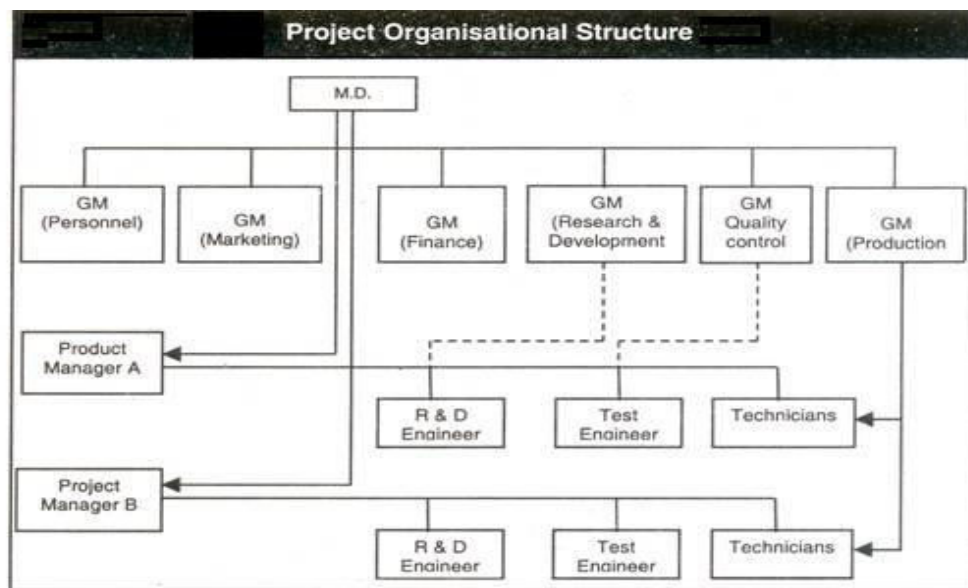 Project Organisational Structure
M.D.
GM
(Personnel)
GM
(Marketing)
GM
(Finance)
GM
(Research &
Development
GM
Quality
control
GM
(Production
Product
Manager A
R & D
Engineer
Test
Engineer
Technicians
Project
Manager B
R & D
Engineer
Test
Engineer
Technicians